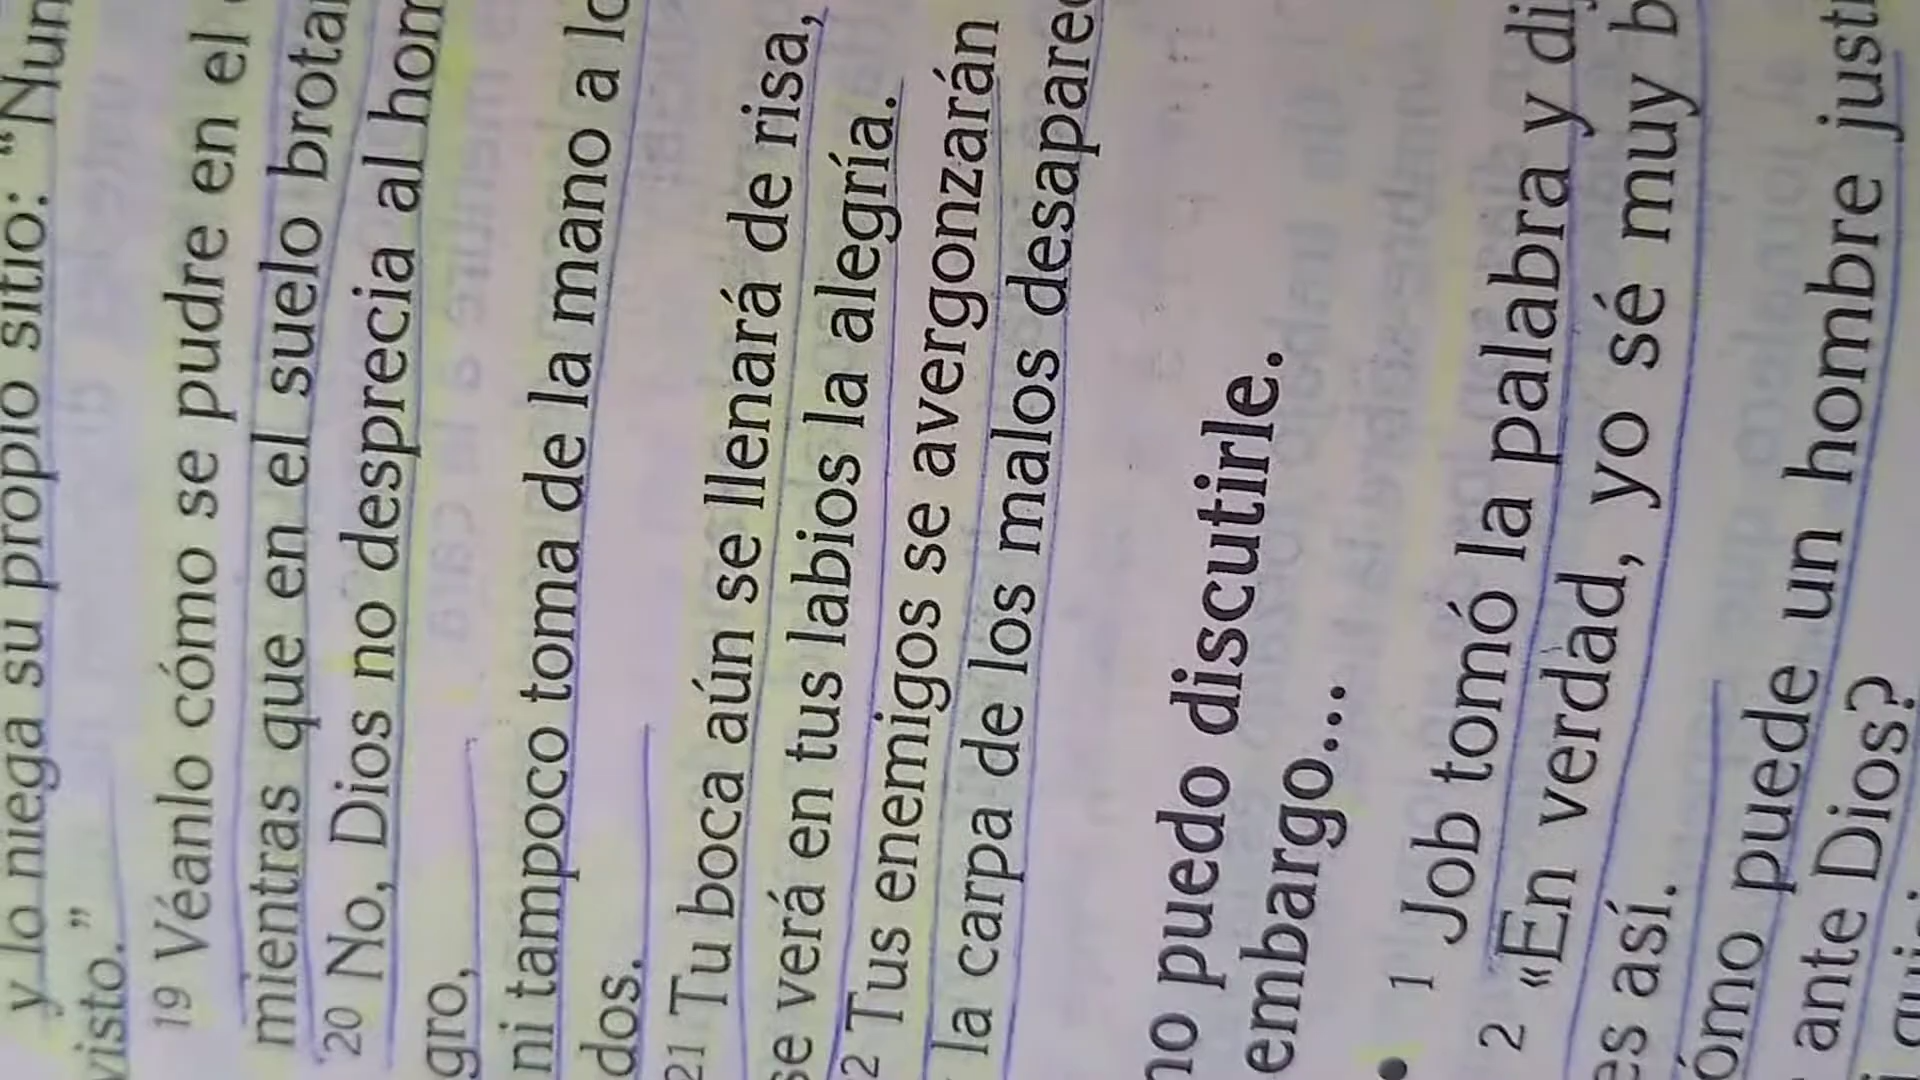 y lo niega su propio sitio: “Nun
visto.”
19 Véanlo cómo se pudre en el
mientras que en el suelo brota
20 No, Dios no desprecia al hom
gro,
ni tampoco toma de la mano a lo
dos.
21 Tu boca aún se llenará de risa,
se verá en tus labios la alegría.
2 Tus enemigos se avergonzarán
la carpa de los malos desapare
no puedo discutirle.
embargo...
• 1 Job tomó la palabra y dij
2 «En verdad, yo sé muy b
es así.
ómo puede un hombre just
ante Dios?